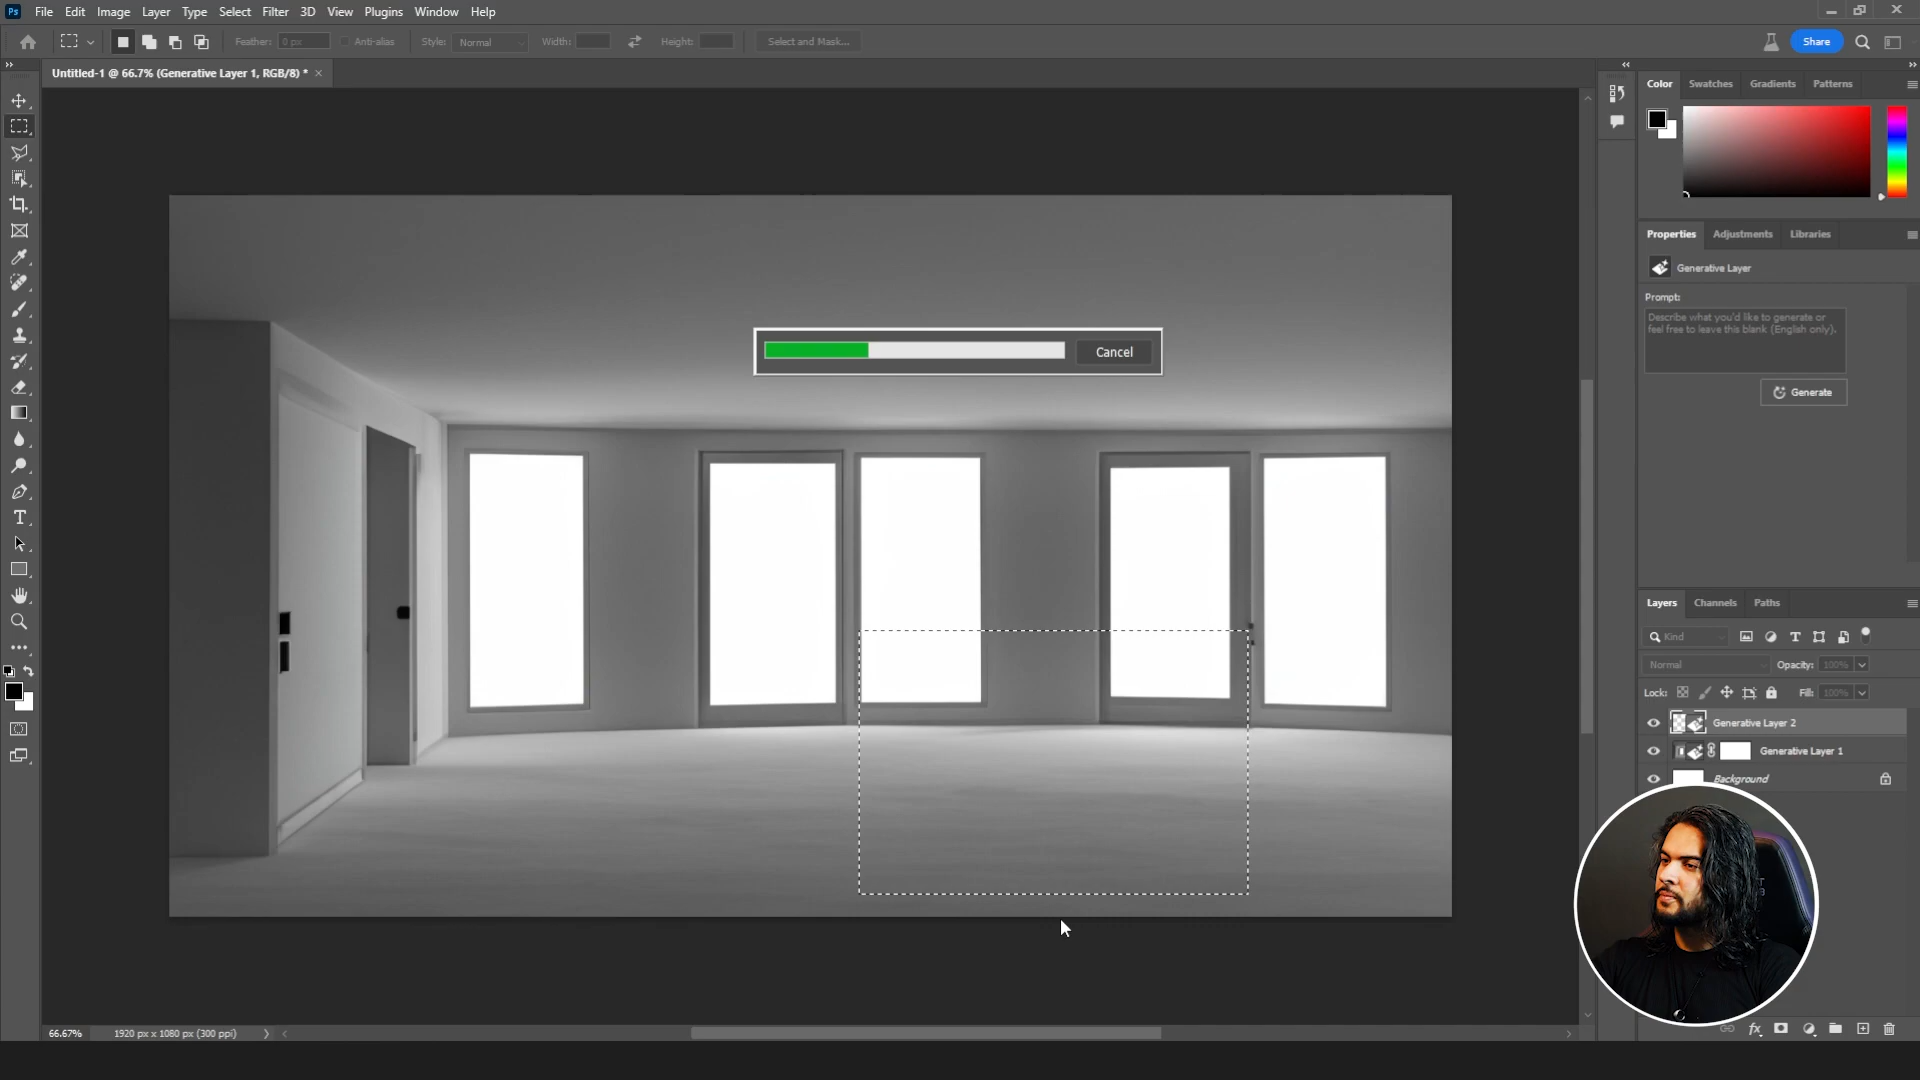 Ps File Edit Image Layer Type Select Filter 3D View Plugins Window Help
Feather: 0 px Anti-alias Style: Normal Width: Height: Select and Mask... Share
Untitled-1 @ 66.7% (Generative Layer 1, RGB/8) *
Color Swatches Gradients Patterns
Properties Adjustments Libraries
Generative Layer
Prompt:
Describe what you'd like to generate or
feel free to leave this blank (English only).
Generate
Cancel
Layers Channels Paths
Kind
Normal Opacity: 100%
Lock: Fill: 100%
Generative Layer 2
Generative Layer 1
Background
66.67% 1920 px x 1080 px (300 ppi)